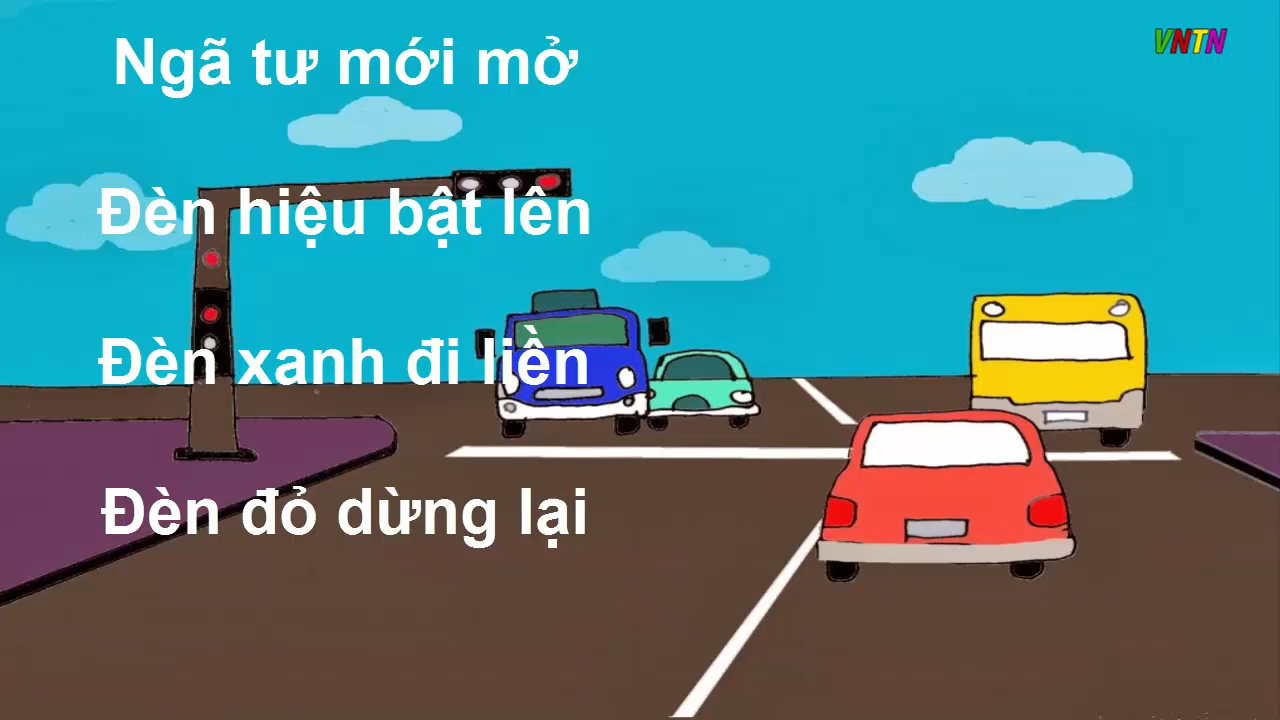 VNTN
Ngã tư mới mở
Đèn hiệu bật lên
Đèn xanh đi liền
Đèn đỏ dừng lại